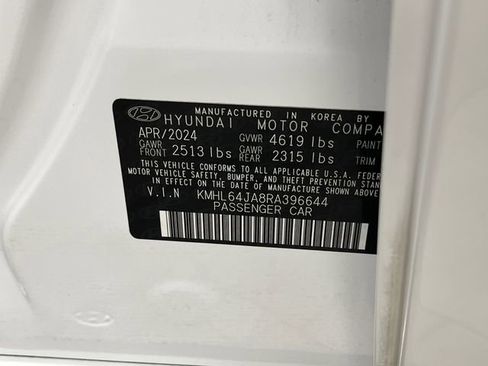 MANUFACTURED IN KOREA BY
HYUNDAI MOTOR COMPA
APR/2024 GVWR 4619 lbs PAINT
GAWR FRONT 2513 lbs GAWR REAR 2315 lbs TRIM
THIS VEHICLE CONFORMS TO ALL APPLICABLE U.S.A. FEDER
MOTOR VEHICLE SAFETY, BUMPER, AND THEFT
IN EFFECT ON THE DATE OF MANUFACTURE SHOWN ABOVE.
V.I.N KMHL64JA8RA396644
PASSENGER CAR